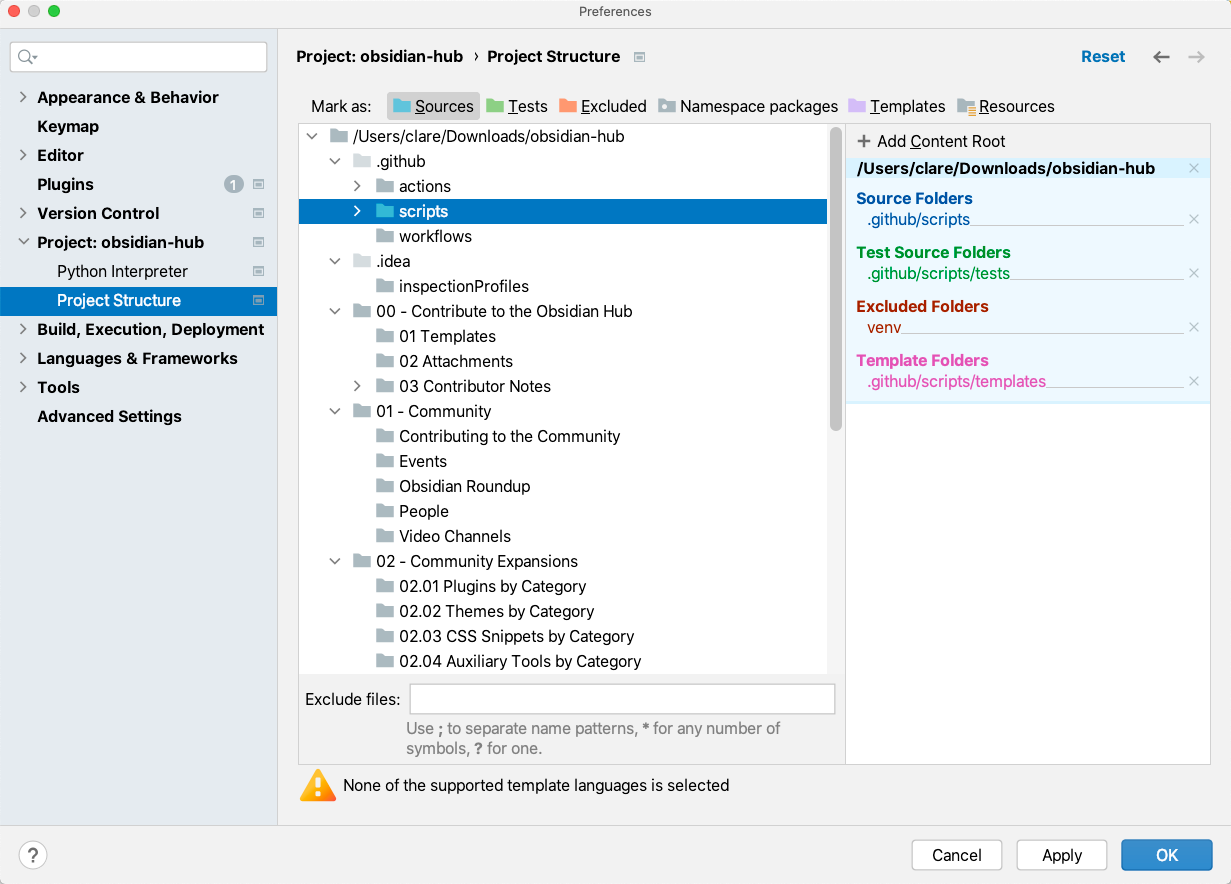 Preferences
Appearance & Behavior
Keymap
Editor
Plugins 1
Version Control
Project: obsidian-hub
Python Interpreter
Project Structure
Build, Execution, Deployment
Languages & Frameworks
Tools
Advanced Settings
Project: obsidian-hub › Project Structure
Reset
Mark as: Sources Tests Excluded Namespace packages Templates Resources
/Users/clare/Downloads/obsidian-hub
.github
actions
scripts
workflows
.idea
inspectionProfiles
00 - Contribute to the Obsidian Hub
01 Templates
02 Attachments
03 Contributor Notes
01 - Community
Contributing to the Community
Events
Obsidian Roundup
People
Video Channels
02 - Community Expansions
02.01 Plugins by Category
02.02 Themes by Category
02.03 CSS Snippets by Category
02.04 Auxiliary Tools by Category
Exclude files:
Use ; to separate name patterns, * for any number of
symbols, ? for one.
+ Add Content Root
/Users/clare/Downloads/obsidian-hub
Source Folders
.github/scripts
Test Source Folders
.github/scripts/tests
Excluded Folders
venv
Template Folders
.github/scripts/templates
None of the supported template languages is selected
?
Cancel
Apply
OK